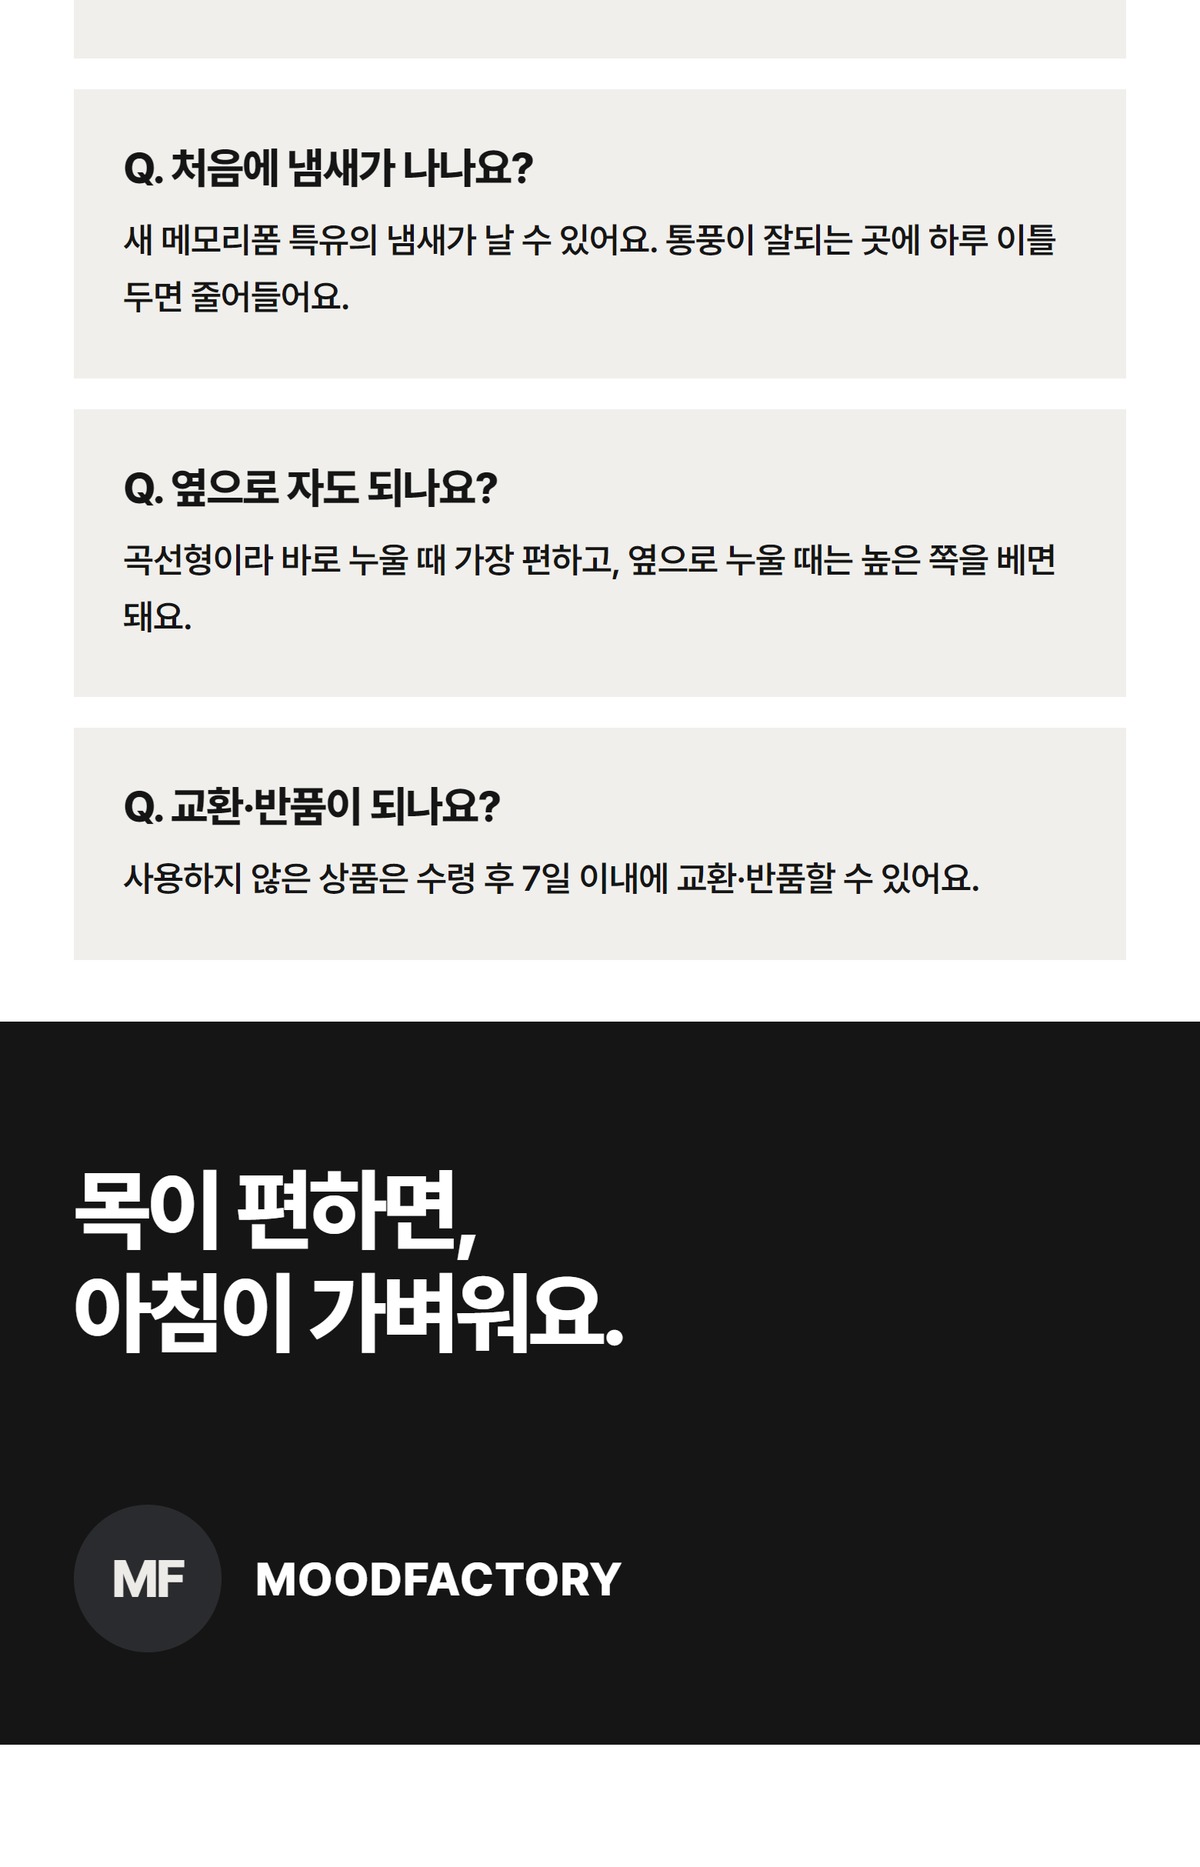 Q. 처음에 냄새가 나나요?
새 메모리폼 특유의 냄새가 날 수 있어요. 통풍이 잘되는 곳에 하루 이틀
두면 줄어들어요.
Q. 옆으로 자도 되나요?
곡선형이라 바로 누울 때 가장 편하고, 옆으로 누울 때는 높은 쪽을 베면
돼요.
Q. 교환·반품이 되나요?
사용하지 않은 상품은 수령 후 7일 이내에 교환·반품할 수 있어요.
목이 편하면,
아침이 가벼워요.
MF MOODFACTORY